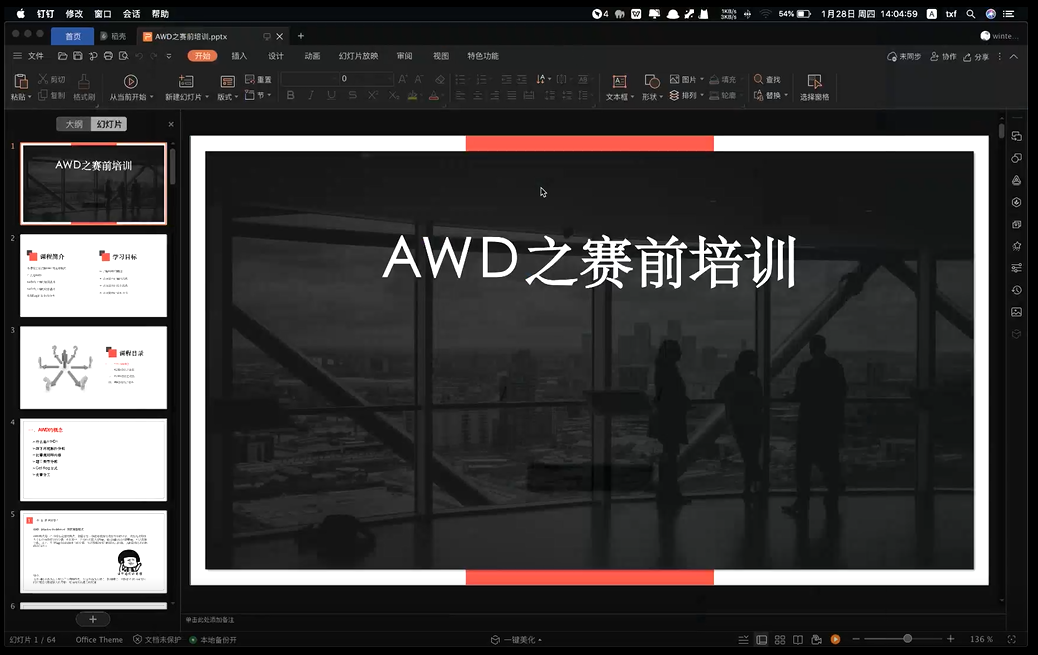 钉钉 修改 窗口 会话 帮助
4
1KB/s
3KB/s
54%
1月28日 周四 14:04:59
A
txf
首页
稻壳
AWD之赛前培训.pptx
winte...
文件
开始
插入
设计
动画
幻灯片放映
审阅
视图
特色功能
未同步
协作
分享
粘贴
剪切
复制
格式刷
从当前开始
新建幻灯片
版式
重置
节
0
B I U S X² X₂
文本框
形状
图片
排列
填充
轮廓
查找
替换
选择窗格
大纲
幻灯片
1
AWD之赛前培训
2
课程简介
学习目标
3
课程目录
4
一、AWD的概念
5
6
AWD之赛前培训
单击此处添加备注
幻灯片 1 / 64
Office Theme
文档未保护
本地备份开
一键美化
136 %